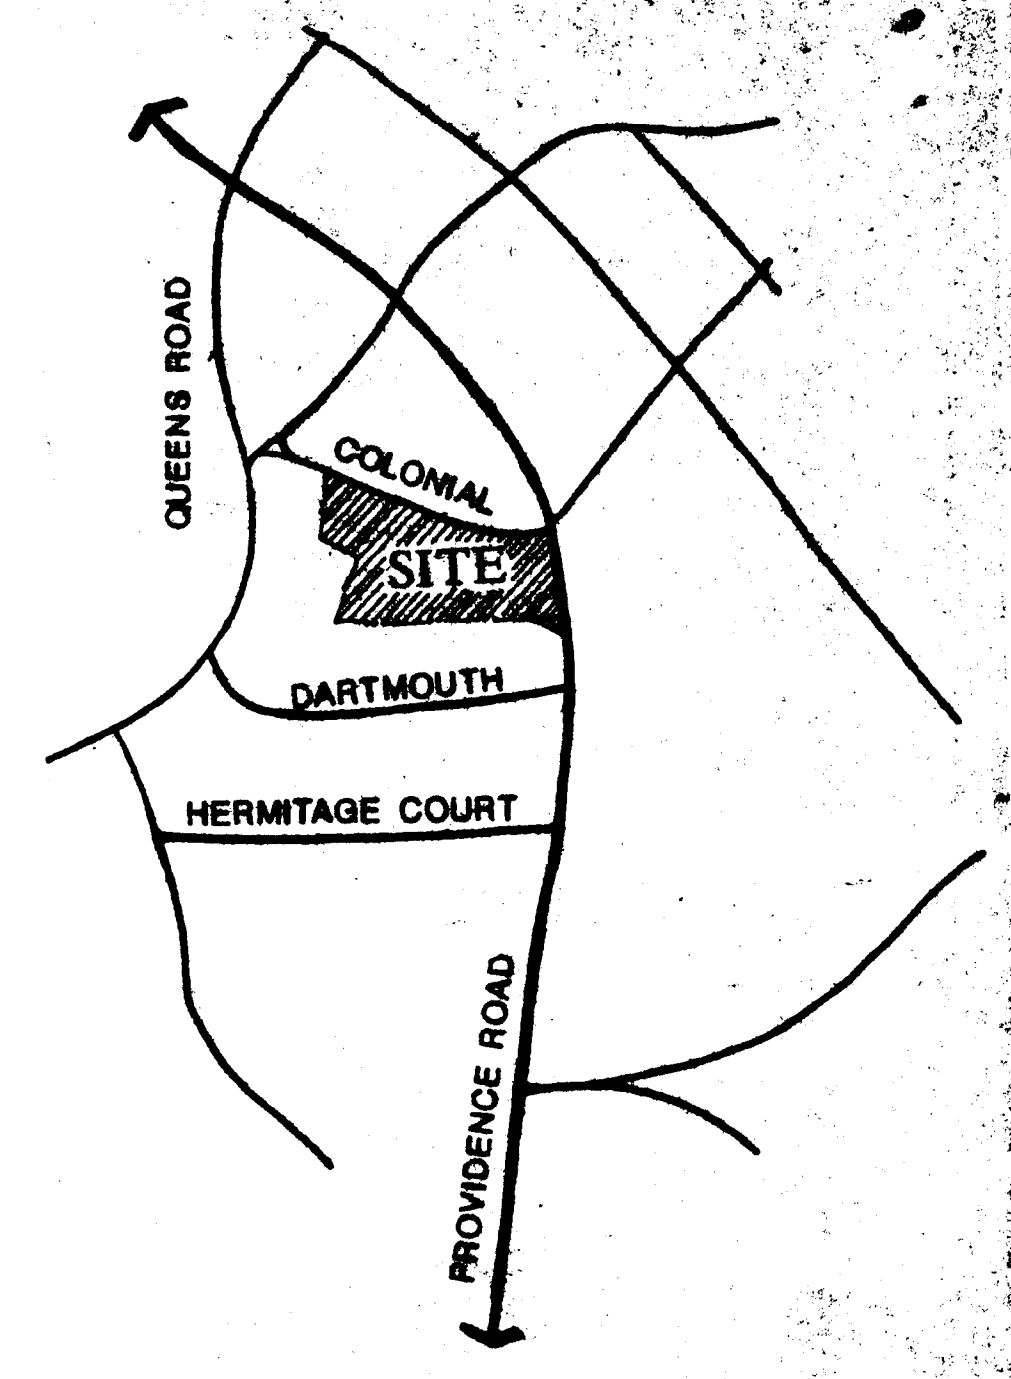 QUEENS ROAD
COLONIAL
SITE
DARTMOUTH
HERMITAGE COURT
PROVIDENCE ROAD